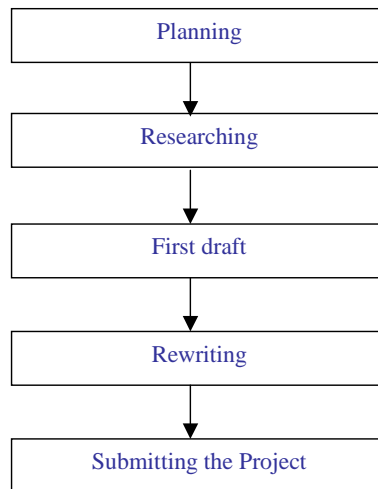 Planning
Researching
First draft
Rewriting
Submitting the Project